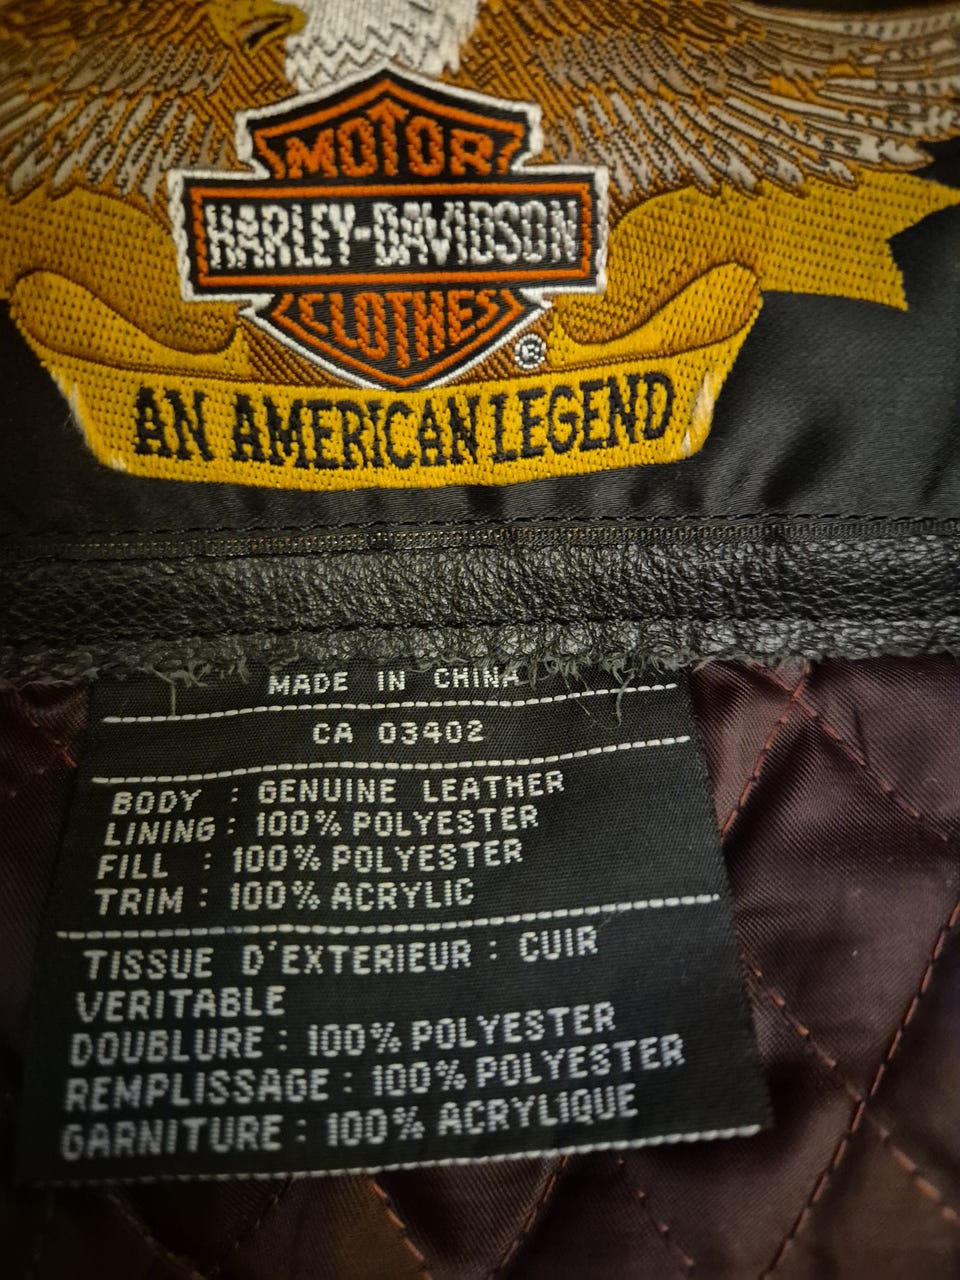 MOTOR
HARLEY-DAVIDSON
CLOTHES
®
AN AMERICAN LEGEND
MADE IN CHINA
CA 03402
BODY : GENUINE LEATHER
LINING : 100% POLYESTER
FILL : 100% POLYESTER
TRIM : 100% ACRYLIC
TISSUE D'EXTERIEUR : CUIR
VERITABLE
DOUBLURE : 100% POLYESTER
REMPLISSAGE : 100% POLYESTER
GARNITURE : 100% ACRYLIQUE